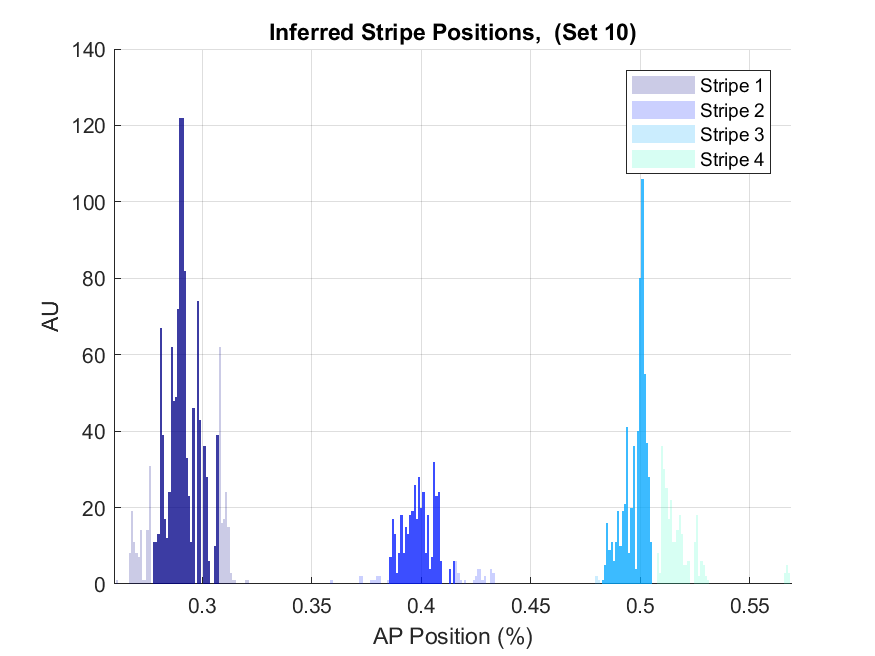 Inferred Stripe Positions,  (Set 10)
140
120
100
80
60
40
20
0
AU
Stripe 1
Stripe 2
Stripe 3
Stripe 4
0.3 0.35 0.4 0.45 0.5 0.55
AP Position (%)